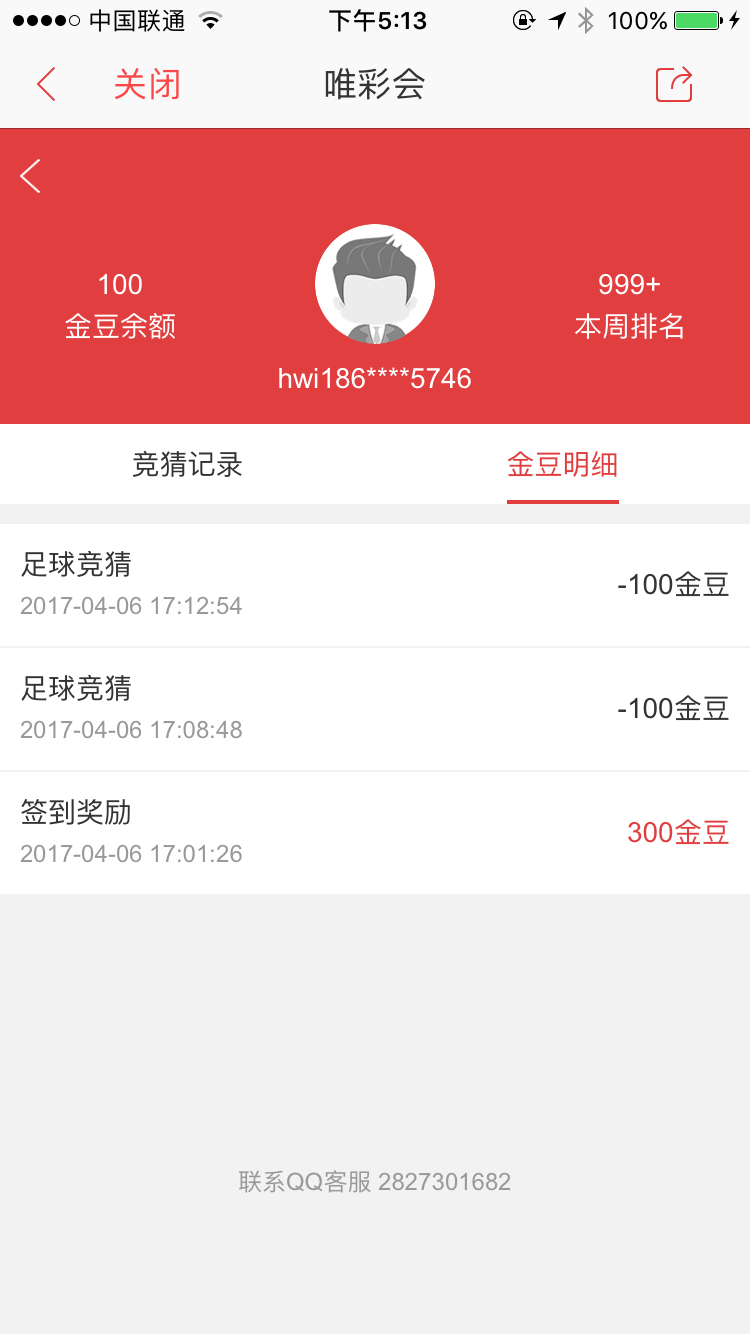 中国联通 下午5:13 100%
关闭 唯彩会
100 999+
金豆余额 本周排名
hwi186****5746
竞猜记录 金豆明细
足球竞猜
-100金豆
2017-04-06 17:12:54
足球竞猜
-100金豆
2017-04-06 17:08:48
签到奖励
300金豆
2017-04-06 17:01:26
联系QQ客服 2827301682